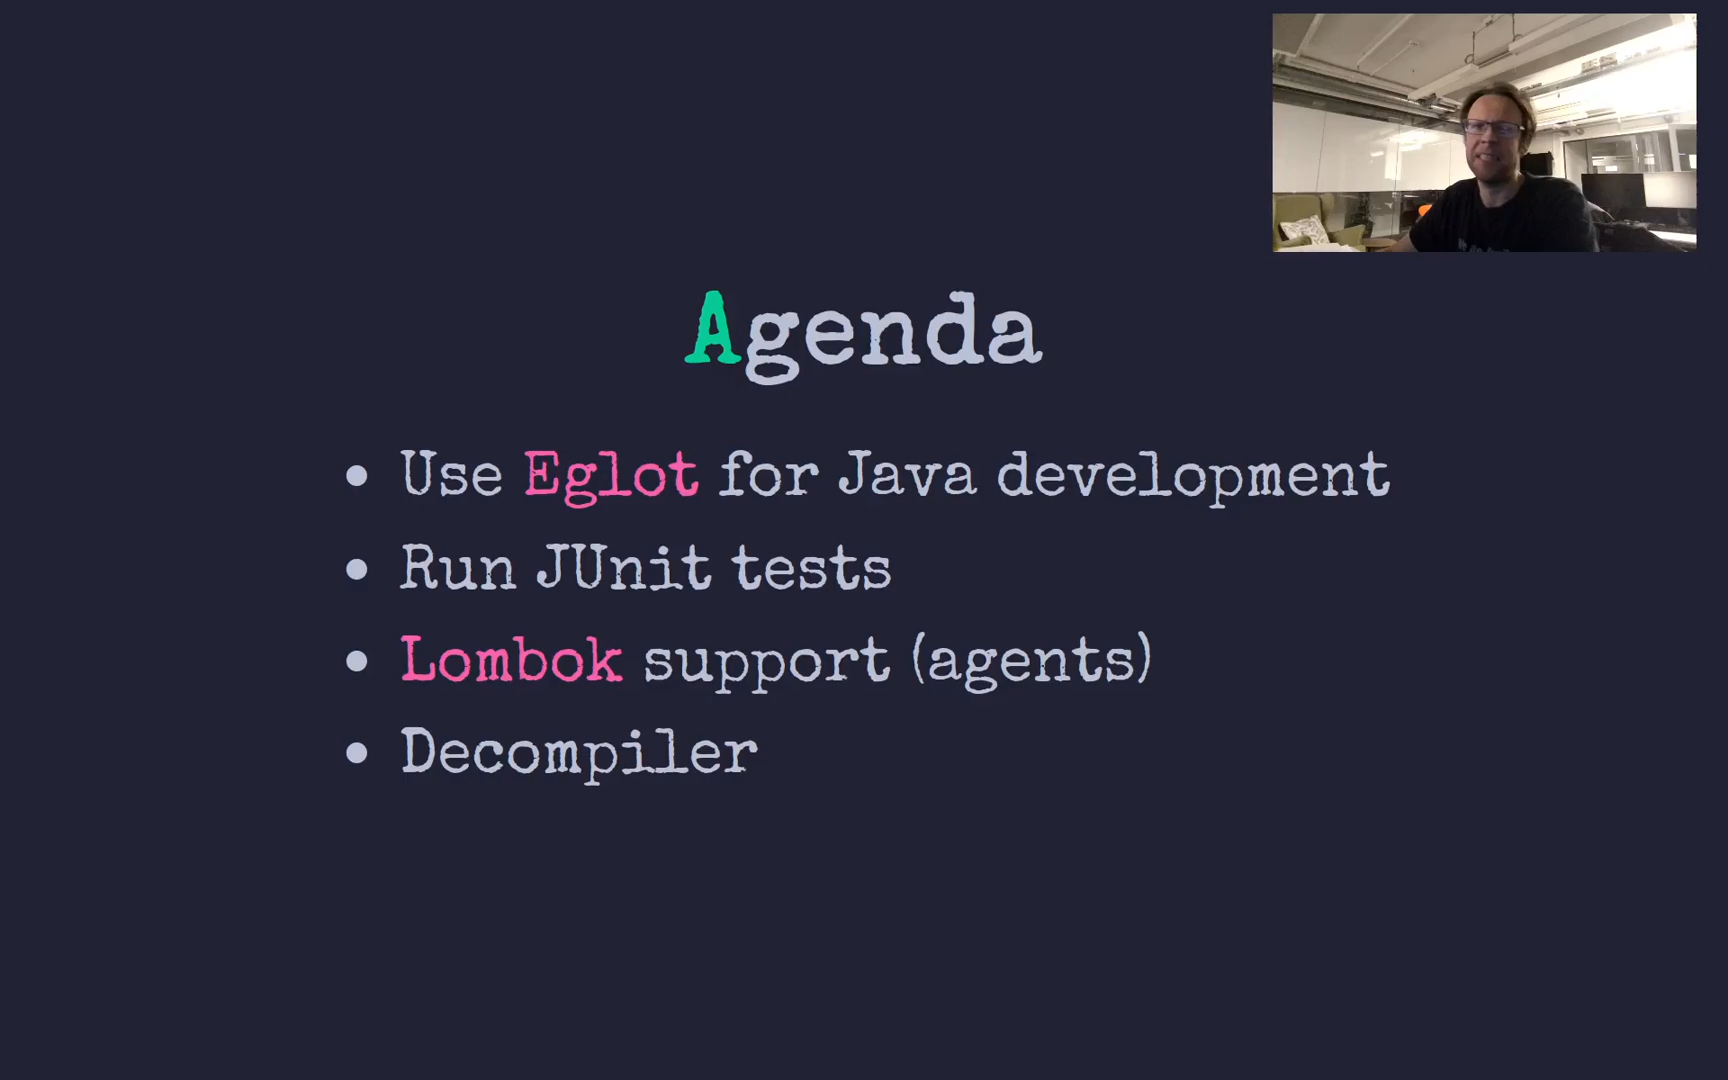 Agenda
Use Eglot for Java development
Run JUnit tests
Lombok support (agents)
Decompiler